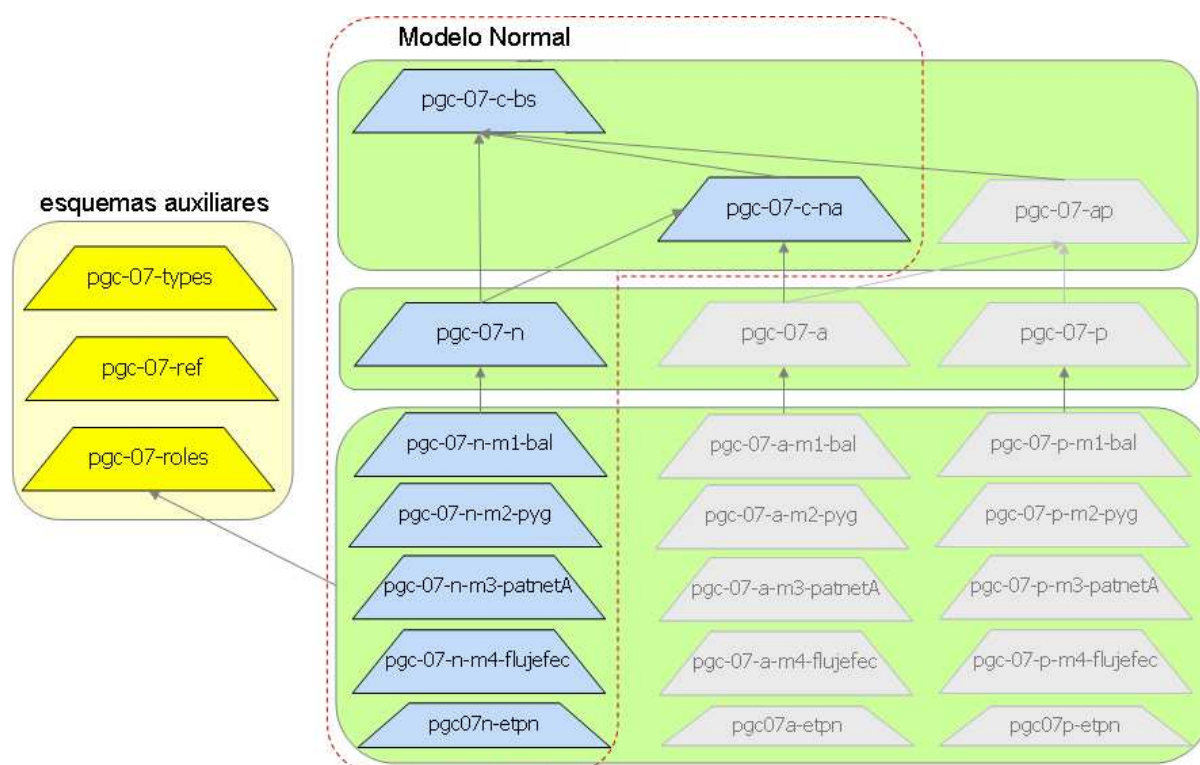 Modelo Normal
pgc-07-c-bs
pgc-07-c-na
pgc-07-ap
esquemas auxiliares
pgc-07-types
pgc-07-ref
pgc-07-roles
pgc-07-n
pgc-07-a
pgc-07-p
pgc-07-n-m1-bal
pgc-07-a-m1-bal
pgc-07-p-m1-bal
pgc-07-n-m2-pyg
pgc-07-a-m2-pyg
pgc-07-p-m2-pyg
pgc-07-n-m3-patnetA
pgc-07-a-m3-patnetA
pgc-07-p-m3-patnetA
pgc-07-n-m4-flujefec
pgc-07-a-m4-flujefec
pgc-07-p-m4-flujefec
pgc07n-etpn
pgc07a-etpn
pgc07p-etpn